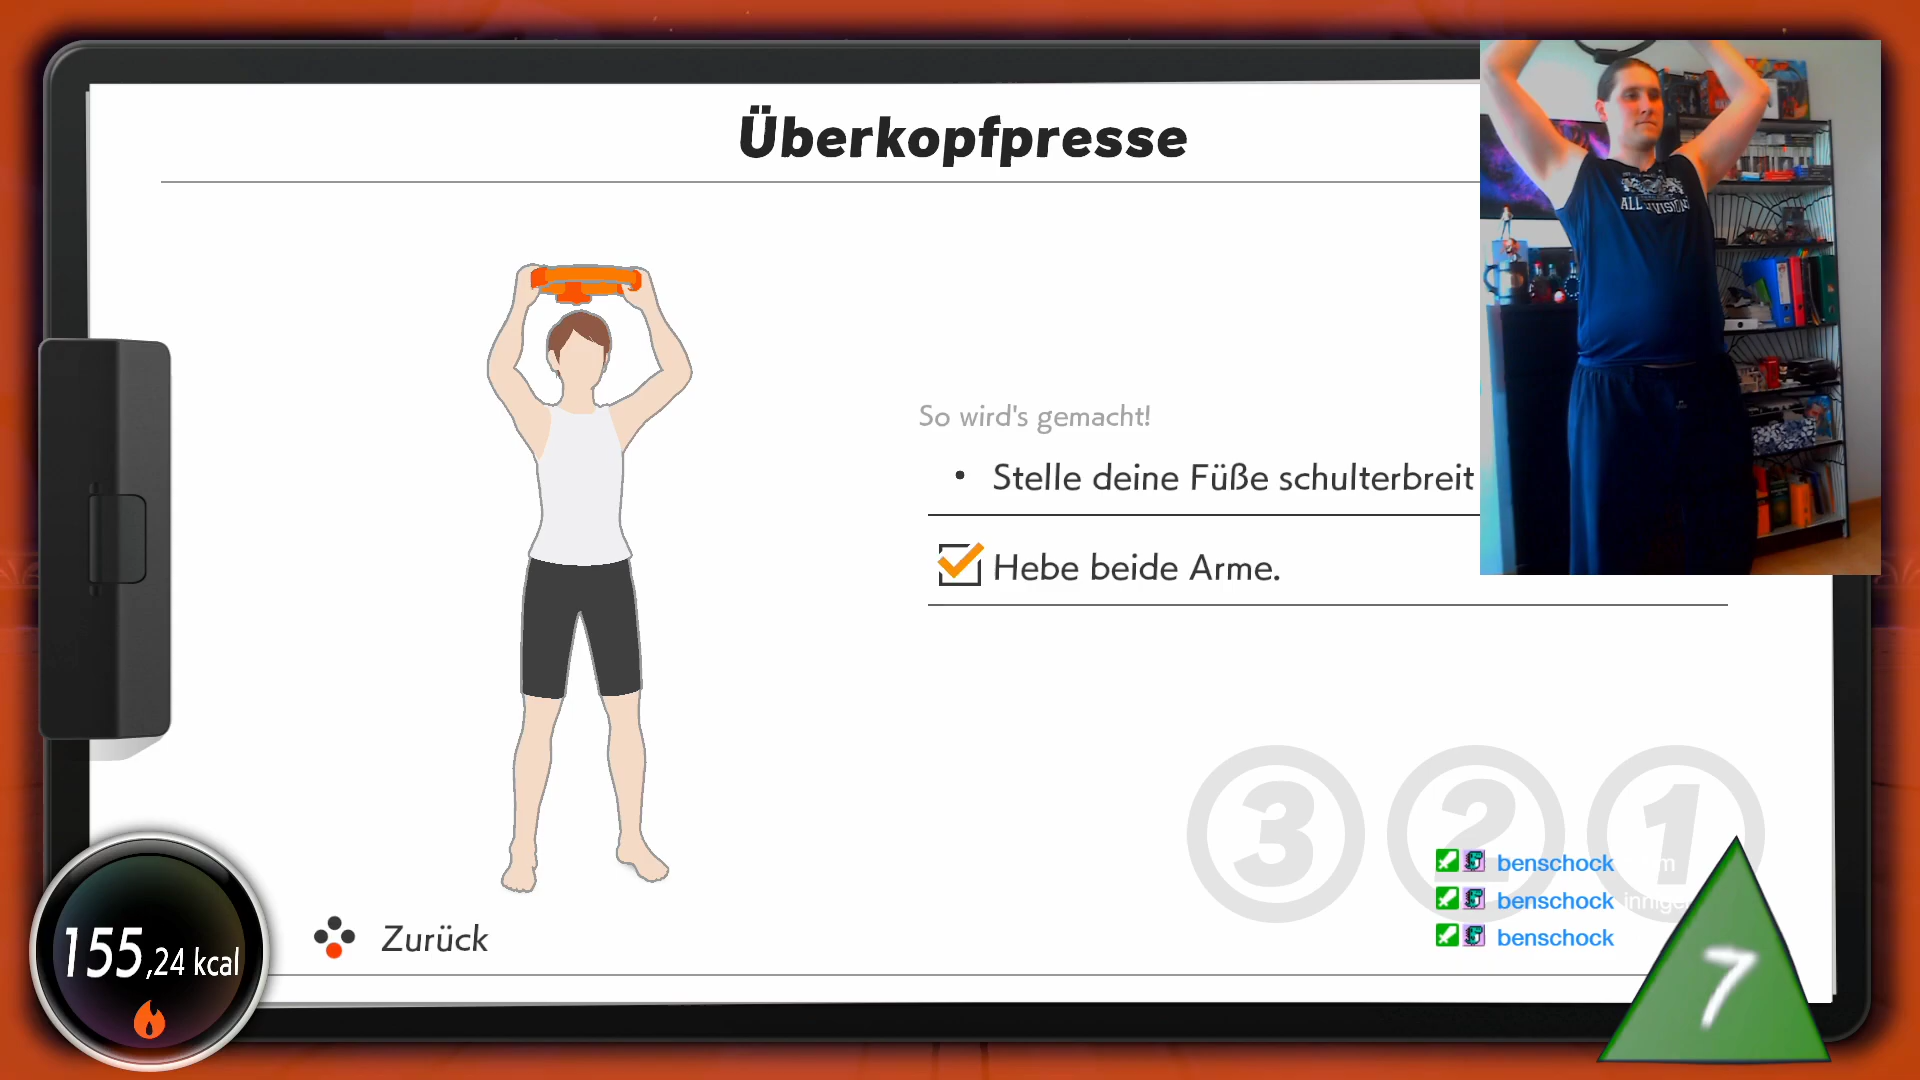 Überkopfpresse
So wird's gemacht!
• Stelle deine Füße schulterbreit
Hebe beide Arme.
3 2 1
benschock
benschock
benschock
Zurück
155,24 kcal
7